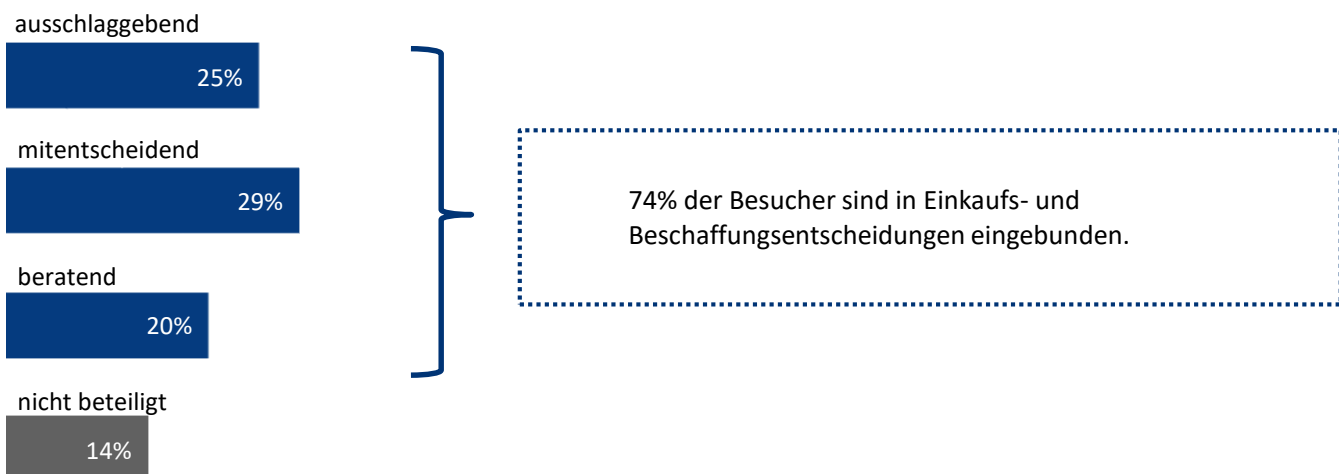 ausschlaggebend
25%
mitentscheidend
29%
beratend
20%
nicht beteiligt
14%
74% der Besucher sind in Einkaufs- und
Beschaffungsentscheidungen eingebunden.